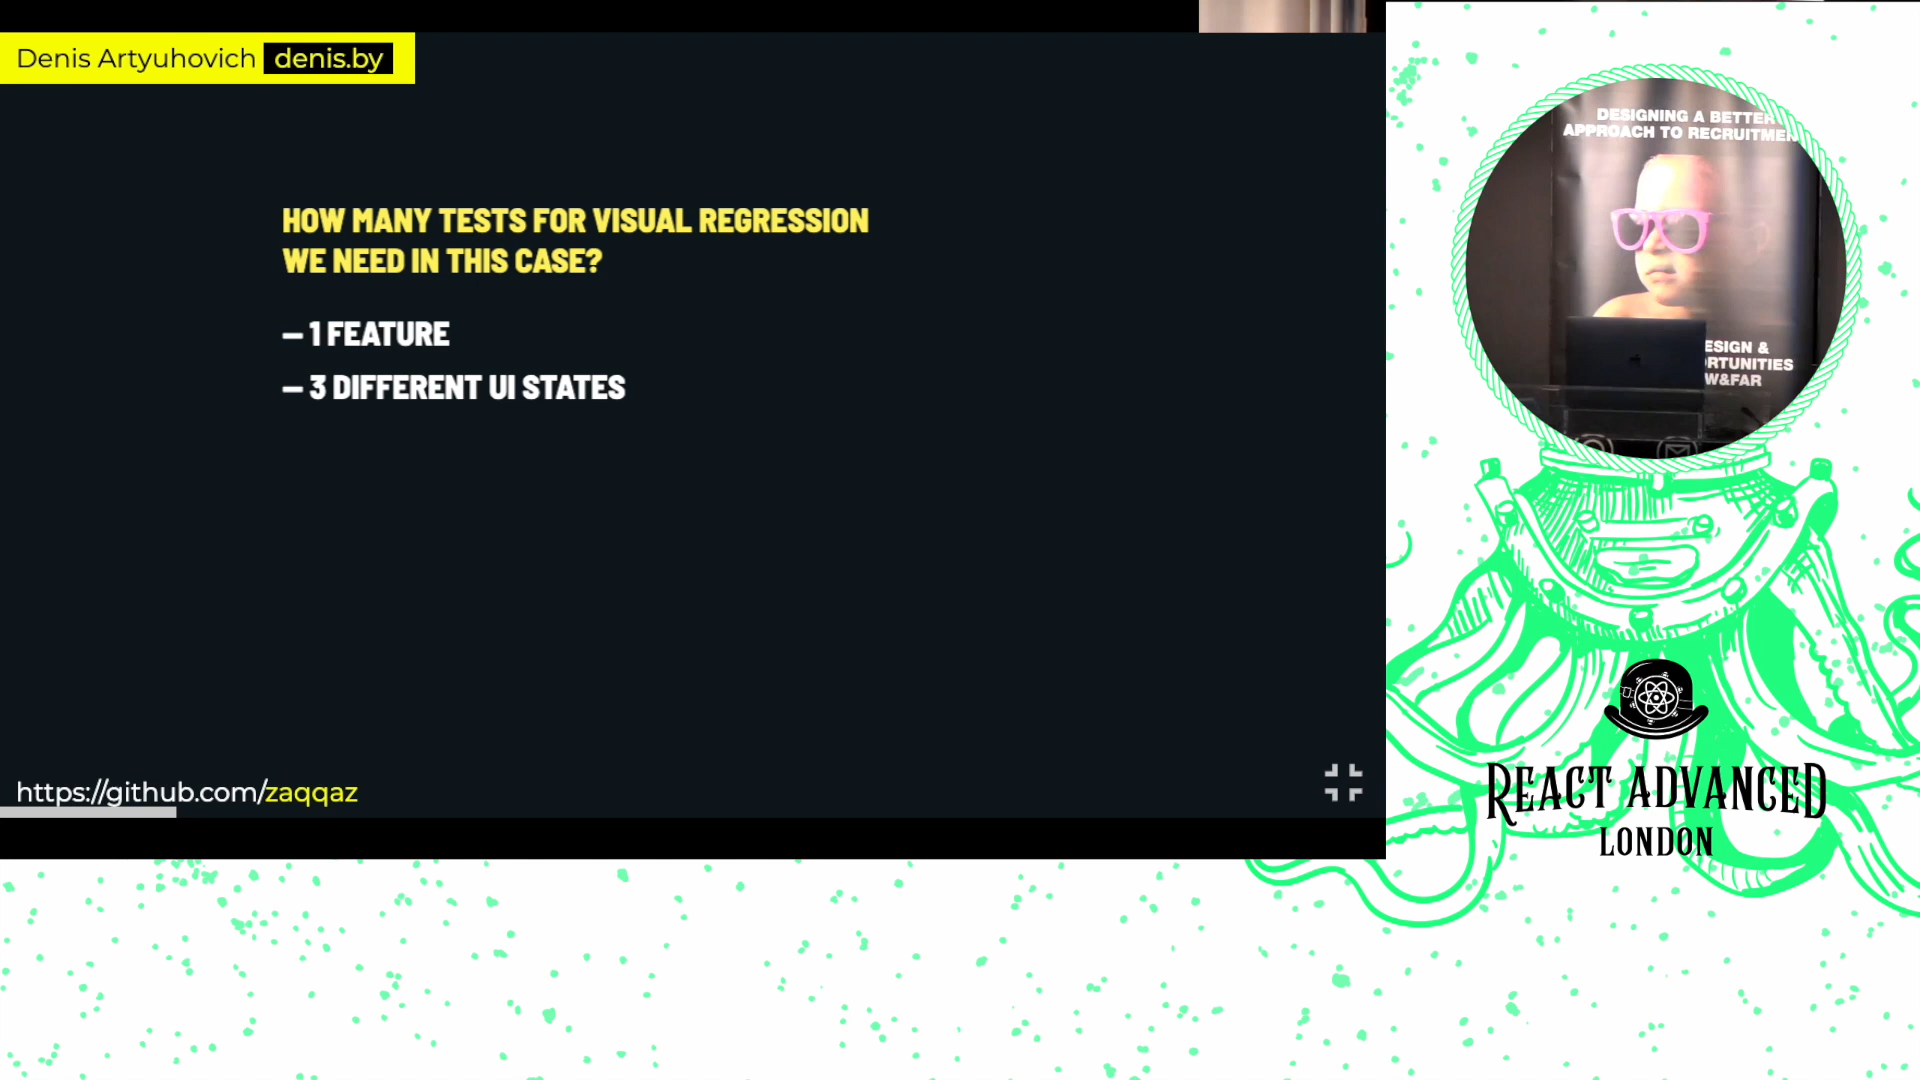 Denis Artyuhovich denis.by
HOW MANY TESTS FOR VISUAL REGRESSION
WE NEED IN THIS CASE?
– 1 FEATURE
– 3 DIFFERENT UI STATES
https://github.com/zaqqaz
DESIGNING A BETTER
APPROACH TO RECRUITMEN
ESIGN &
RTUNITIES
W&FAR
REACT ADVANCED
LONDON